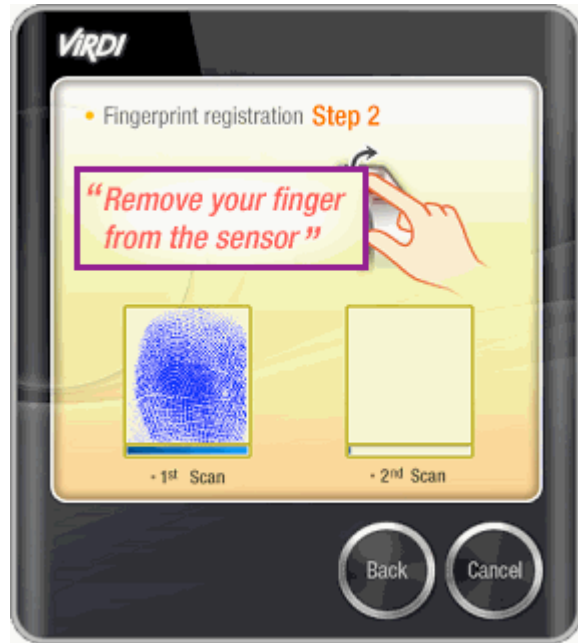 ViRDI
• Fingerprint registration Step 2
“Remove your finger
from the sensor”
• 1st Scan
• 2nd Scan
Back
Cancel